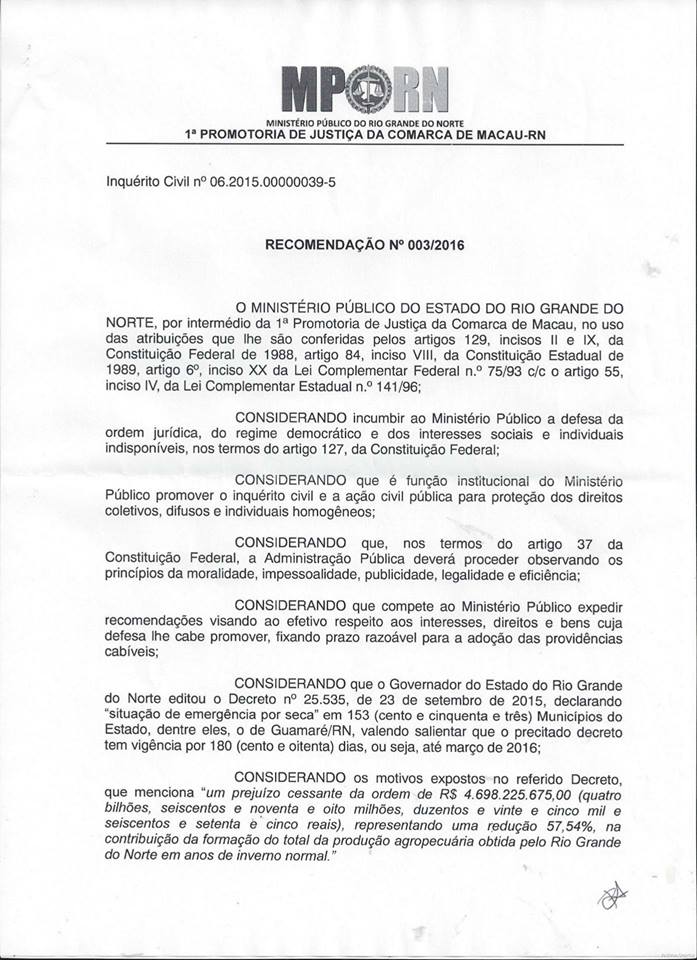 MPRN
MINISTÉRIO PÚBLICO DO RIO GRANDE DO NORTE
1ª PROMOTORIA DE JUSTIÇA DA COMARCA DE MACAU-RN
Inquérito Civil nº 06.2015.00000039-5
RECOMENDAÇÃO Nº 003/2016
O MINISTÉRIO PÚBLICO DO ESTADO DO RIO GRANDE DO
NORTE, por intermédio da 1ª Promotoria de Justiça da Comarca de Macau, no uso
das atribuições que lhe são conferidas pelos artigos 129, incisos II e IX, da
Constituição Federal de 1988, artigo 84, inciso VIII, da Constituição Estadual de
1989, artigo 6º, inciso XX da Lei Complementar Federal n.º 75/93 c/c o artigo 55,
inciso IV, da Lei Complementar Estadual n.º 141/96;
CONSIDERANDO incumbir ao Ministério Público a defesa da
ordem jurídica, do regime democrático e dos interesses sociais e individuais
indisponíveis, nos termos do artigo 127, da Constituição Federal;
CONSIDERANDO que é função institucional do Ministério
Público promover o inquérito civil e a ação civil pública para proteção dos direitos
coletivos, difusos e individuais homogêneos;
CONSIDERANDO que, nos termos do artigo 37 da
Constituição Federal, a Administração Pública deverá proceder observando os
princípios da moralidade, impessoalidade, publicidade, legalidade e eficiência;
CONSIDERANDO que compete ao Ministério Público expedir
recomendações visando ao efetivo respeito aos interesses, direitos e bens cuja
defesa lhe cabe promover, fixando prazo razoável para a adoção das providências
cabíveis;
CONSIDERANDO que o Governador do Estado do Rio Grande
do Norte editou o Decreto nº 25.535, de 23 de setembro de 2015, declarando
“situação de emergência por seca” em 153 (cento e cinquenta e três) Municípios do
Estado, dentre eles, o de Guamaré/RN, valendo salientar que o precitado decreto
tem vigência por 180 (cento e oitenta) dias, ou seja, até março de 2016;
CONSIDERANDO os motivos expostos no referido Decreto,
que menciona “um prejuízo cessante da ordem de R$ 4.698.225.675,00 (quatro
bilhões, seiscentos e noventa e oito milhões, duzentos e vinte e cinco mil e
seiscentos e setenta e cinco reais), representando uma redução 57,54%, na
contribuição da formação do total da produção agropecuária obtida pelo Rio Grande
do Norte em anos de inverno normal.”